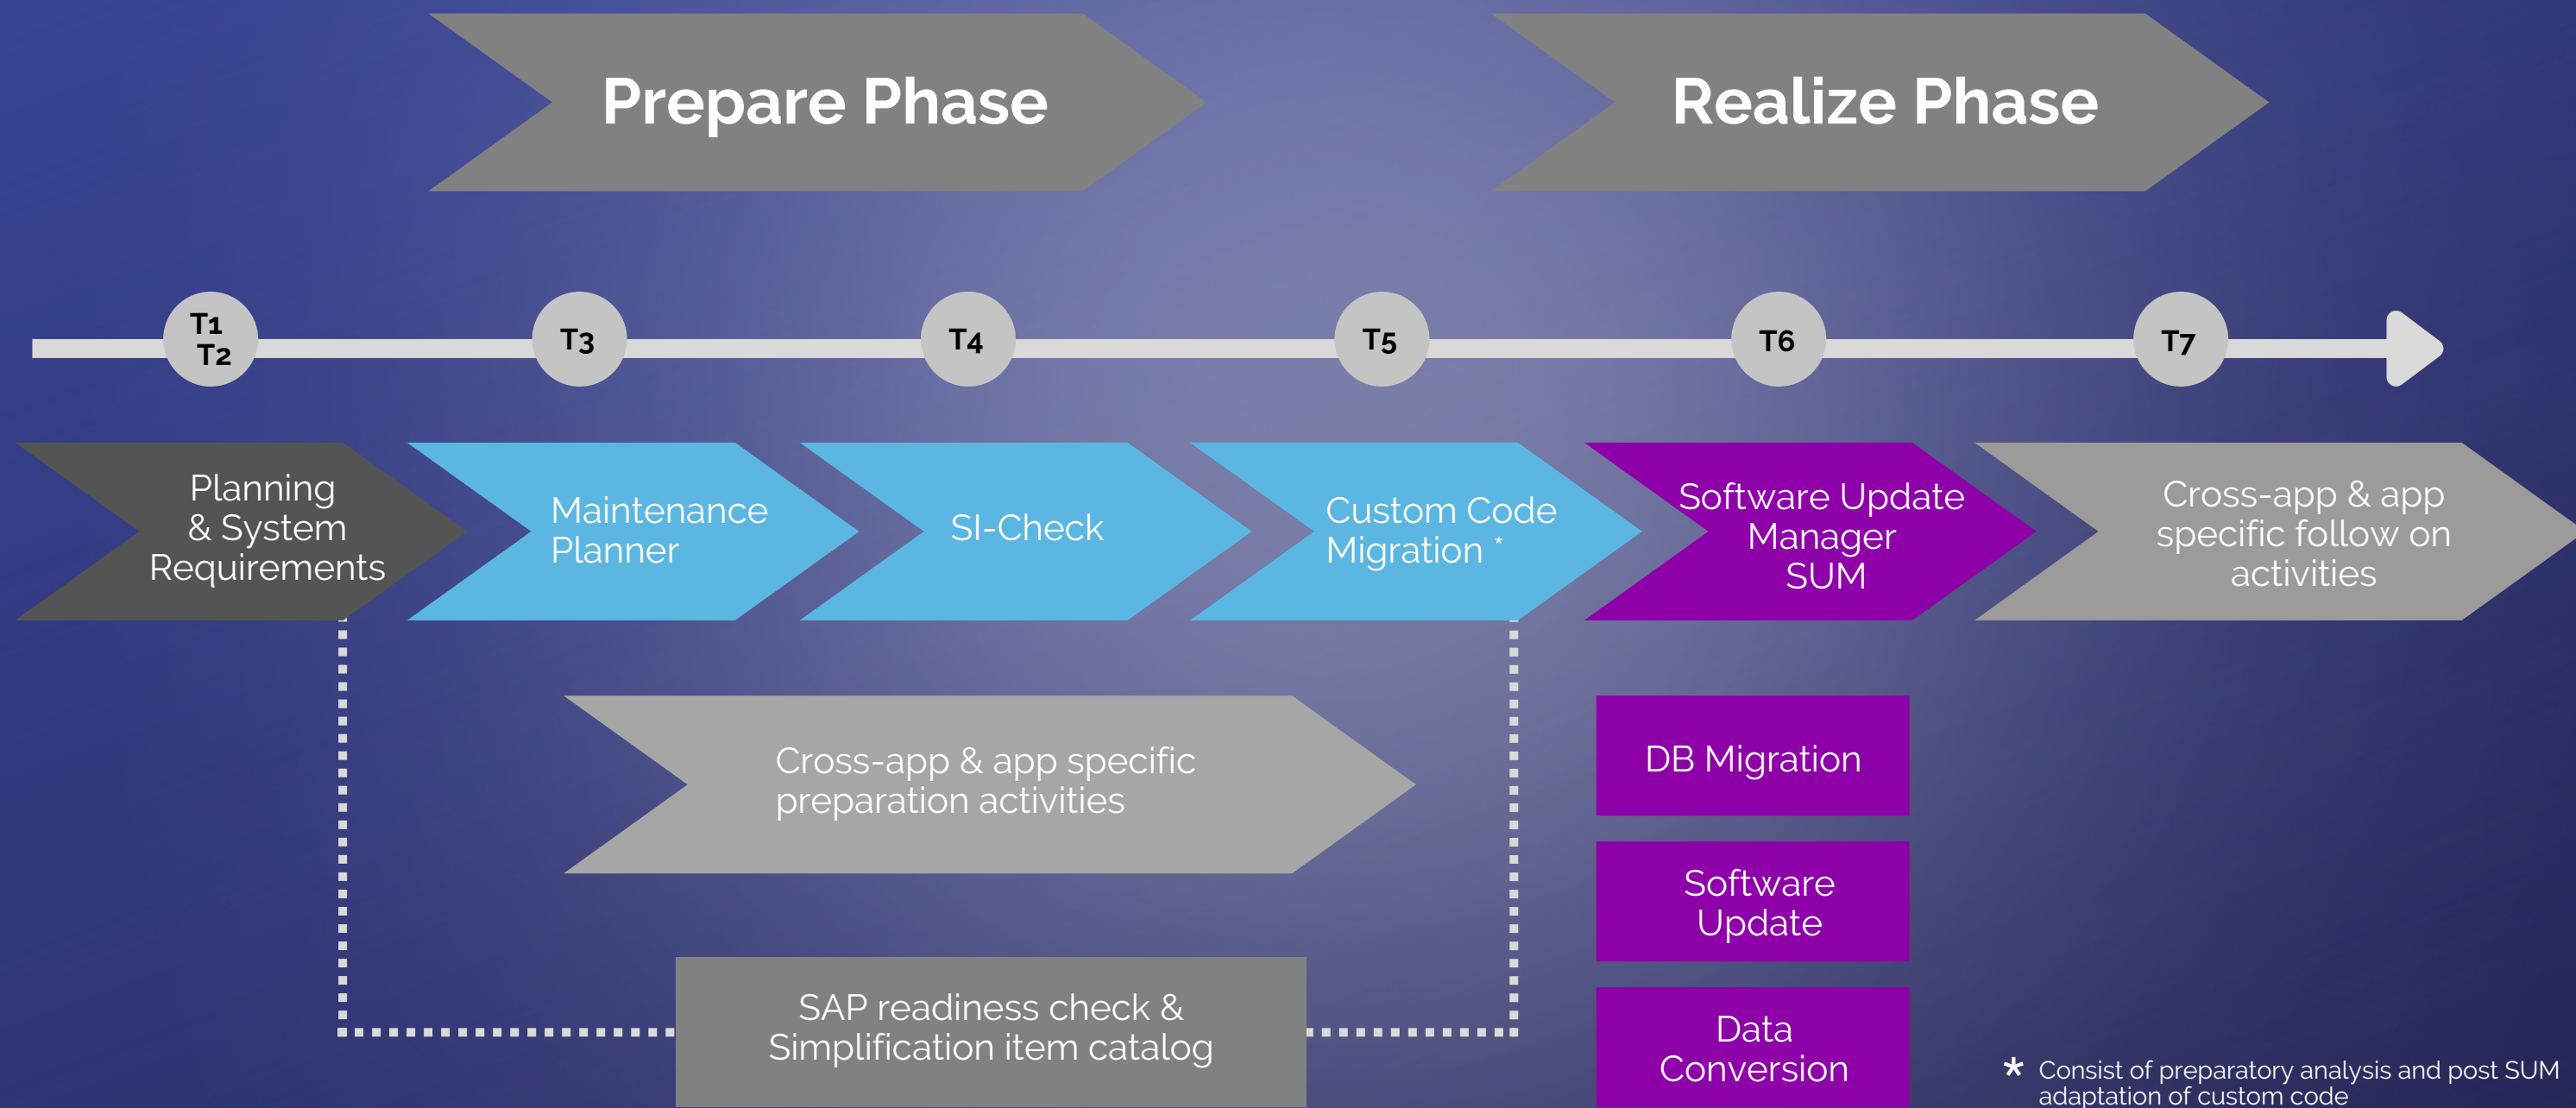 Prepare Phase
Realize Phase
T1
T2
T3
T4
T5
T6
T7
Planning
& System
Requirements
Maintenance
Planner
SI-Check
Custom Code
Migration *
Software Update
Manager
SUM
Cross-app & app
specific follow on
activities
Cross-app & app specific
preparation activities
DB Migration
Software
Update
SAP readiness check &
Simplification item catalog
Data
Conversion
* Consist of preparatory analysis and post SUM
adaptation of custom code